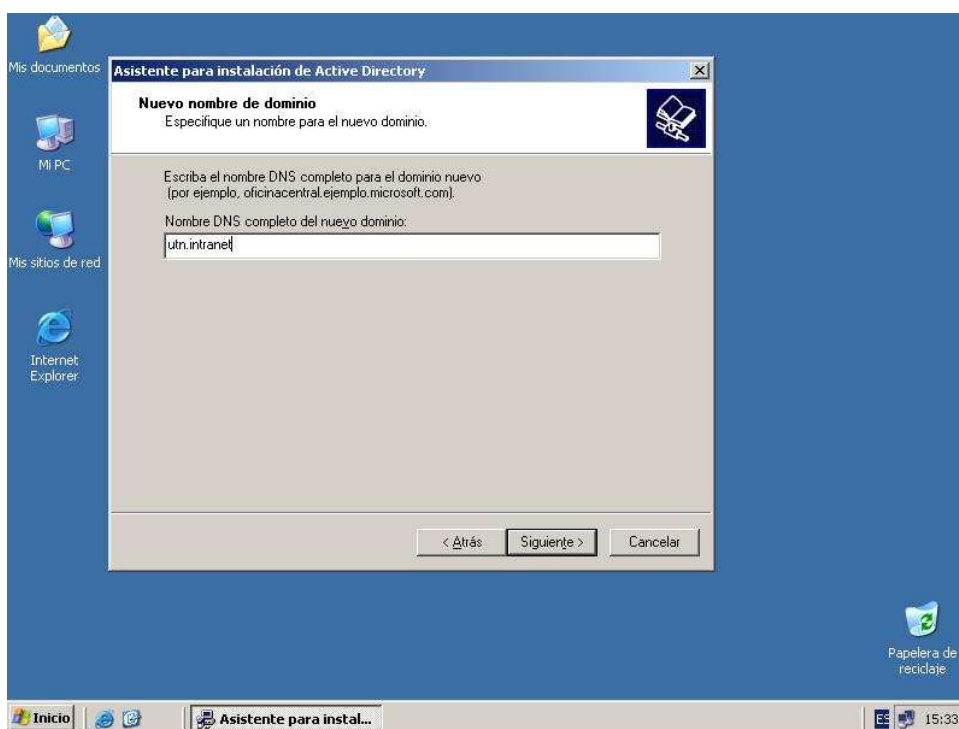 Mis documentos
Mi PC
Mis sitios de red
Internet
Explorer
Asistente para instalación de Active Directory
Nuevo nombre de dominio
Especifique un nombre para el nuevo dominio.
Escriba el nombre DNS completo para el dominio nuevo
(por ejemplo, oficinacentral.ejemplo.microsoft.com).
Nombre DNS completo del nuevo dominio:
utn.intranet
< Atrás
Siguiente >
Cancelar
Papelera de
reciclaje
Inicio
Asistente para instal...
ES
15:33